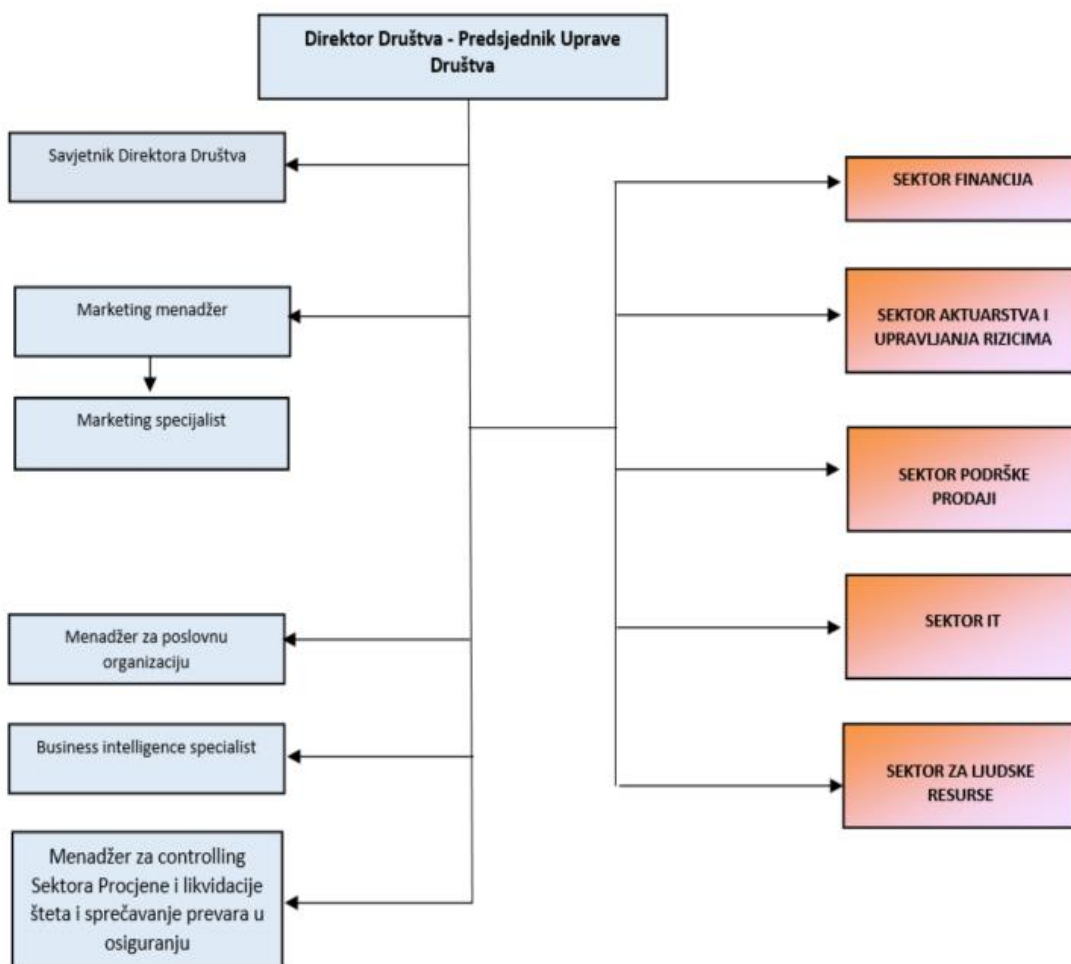 Direktor Društva - Predsjednik Uprave
Društva
Savjetnik Direktora Društva
Marketing menadžer
Marketing specijalist
Menadžer za poslovnu
organizaciju
Business intelligence specialist
Menadžer za controlling
Sektora Procjene i likvidacije
šteta i sprečavanje prevara u
osiguranju
SEKTOR FINANCIJA
SEKTOR AKTUARSTVA I
UPRAVLJANJA RIZICIMA
SEKTOR PODRŠKE
PRODAJI
SEKTOR IT
SEKTOR ZA LJUDSKE
RESURSE